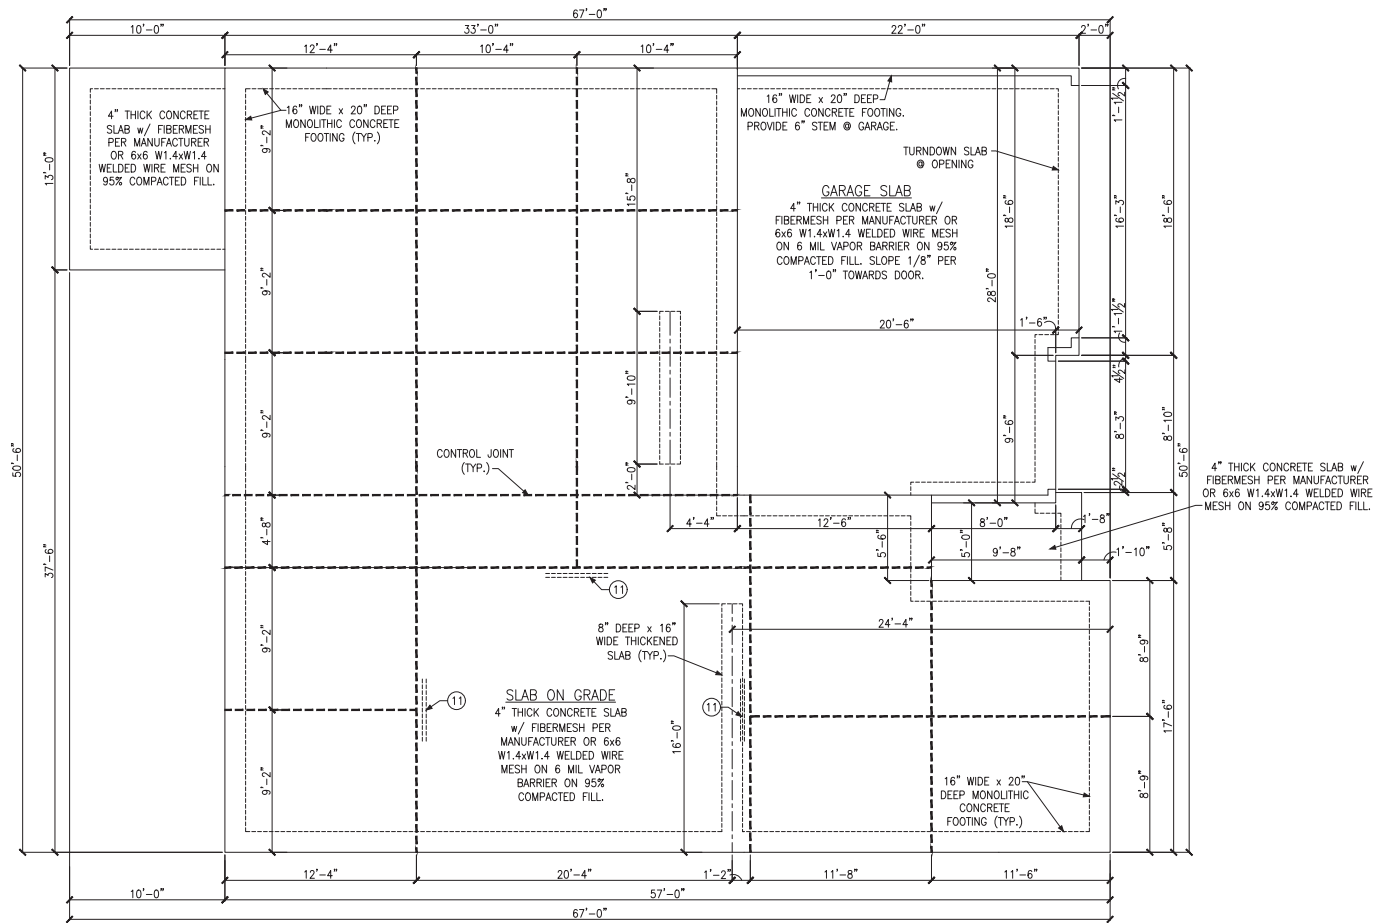 67'-0"
10'-0"
33'-0"
22'-0"
2'-0"
12'-4"
10'-4"
10'-4"
4" THICK CONCRETE
SLAB w/ FIBERMESH
PER MANUFACTURER
OR 6x6 W1.4xW1.4
WELDED WIRE MESH ON
95% COMPACTED FILL.
16" WIDE x 20" DEEP
MONOLITHIC CONCRETE
FOOTING (TYP.)
16" WIDE x 20" DEEP
MONOLITHIC CONCRETE FOOTING.
PROVIDE 6" STEM @ GARAGE.
TURNDOWN SLAB
@ OPENING
GARAGE SLAB
4" THICK CONCRETE SLAB w/
FIBERMESH PER MANUFACTURER OR
6x6 W1.4xW1.4 WELDED WIRE MESH
ON 6 MIL VAPOR BARRIER ON 95%
COMPACTED FILL. SLOPE 1/8" PER
1'-0" TOWARDS DOOR.
13'-0"
9'-2"
15'-8"
28'-0"
18'-6"
1'-1½"
16'-3"
18'-6"
9'-2"
20'-6"
1'-6"
1'-1½"
4½"
50'-6"
9'-2"
9'-10"
9'-6"
8'-3"
8'-10"
50'-6"
CONTROL JOINT
(TYP.)
2'-0"
4" THICK CONCRETE SLAB w/
FIBERMESH PER MANUFACTURER
OR 6x6 W1.4xW1.4 WELDED WIRE
MESH ON 95% COMPACTED FILL.
4'-8"
4'-4"
12'-6"
8'-0"
1'-8"
5'-6"
5'-0"
9'-8"
1'-10"
5'-8"
37'-6"
11
8" DEEP x 16"
WIDE THICKENED
SLAB (TYP.)
24'-4"
9'-2"
8'-9"
SLAB ON GRADE
4" THICK CONCRETE SLAB
w/ FIBERMESH PER
MANUFACTURER OR 6x6
W1.4xW1.4 WELDED WIRE
MESH ON 6 MIL VAPOR
BARRIER ON 95%
COMPACTED FILL.
11
11
16'-0"
17'-6"
9'-2"
8'-9"
16" WIDE x 20"
DEEP MONOLITHIC
CONCRETE
FOOTING (TYP.)
12'-4"
20'-4"
1'-2"
11'-8"
11'-6"
10'-0"
57'-0"
67'-0"